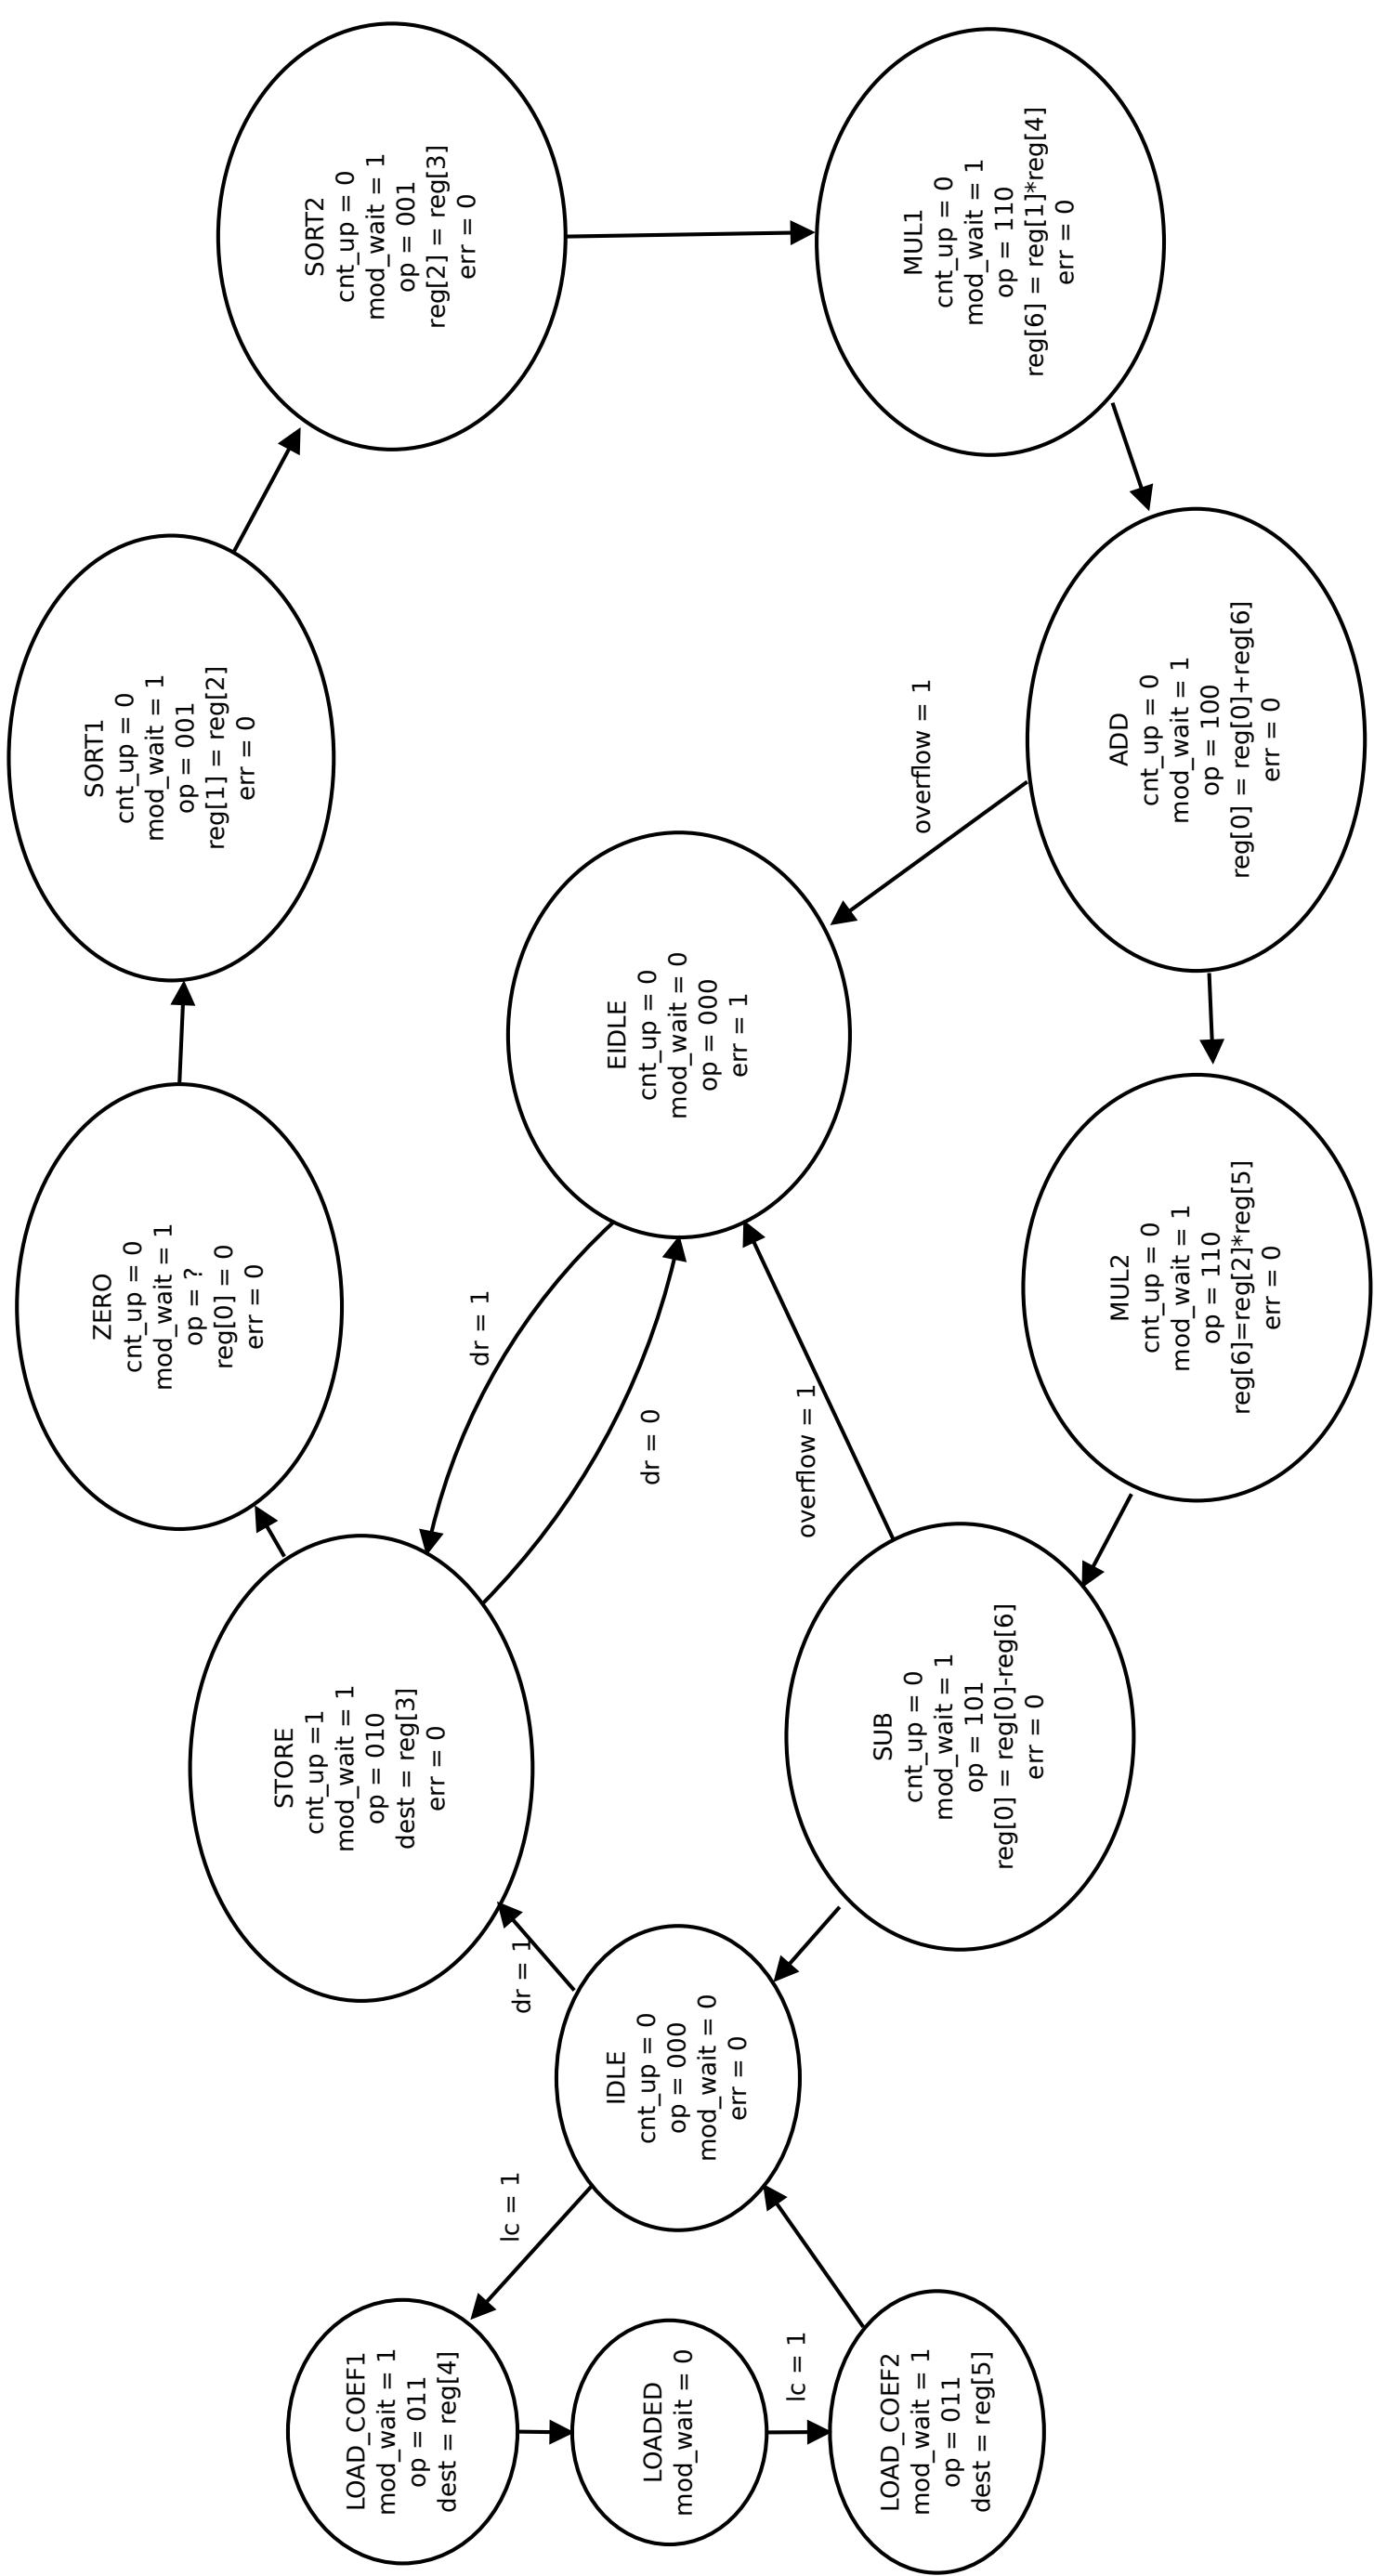 LOAD_COEF1
mod_wait = 1
op = 011
dest = reg[4]
LOADED
mod_wait = 0
lc = 1
LOAD_COEF2
mod_wait = 1
op = 011
dest = reg[5]
lc = 1
IDLE
cnt_up = 0
op = 000
mod_wait = 0
err = 0
dr = 1
STORE
cnt_up =1
mod_wait = 1
op = 010
dest = reg[3]
err = 0
SUB
cnt_up = 0
mod_wait = 1
op = 101
reg[0] = reg[0]-reg[6]
err = 0
dr = 1
dr = 0
overflow = 1
ZERO
cnt_up = 0
mod_wait = 1
op = ?
reg[0] = 0
err = 0
EIDLE
cnt_up = 0
mod_wait = 0
op = 000
err = 1
MUL2
cnt_up = 0
mod_wait = 1
op = 110
reg[6]=reg[2]*reg[5]
err = 0
overflow = 1
SORT1
cnt_up = 0
mod_wait = 1
op = 001
reg[1] = reg[2]
err = 0
ADD
cnt_up = 0
mod_wait = 1
op = 100
reg[0] = reg[0]+reg[6]
err = 0
SORT2
cnt_up = 0
mod_wait = 1
op = 001
reg[2] = reg[3]
err = 0
MUL1
cnt_up = 0
mod_wait = 1
op = 110
reg[6] = reg[1]*reg[4]
err = 0